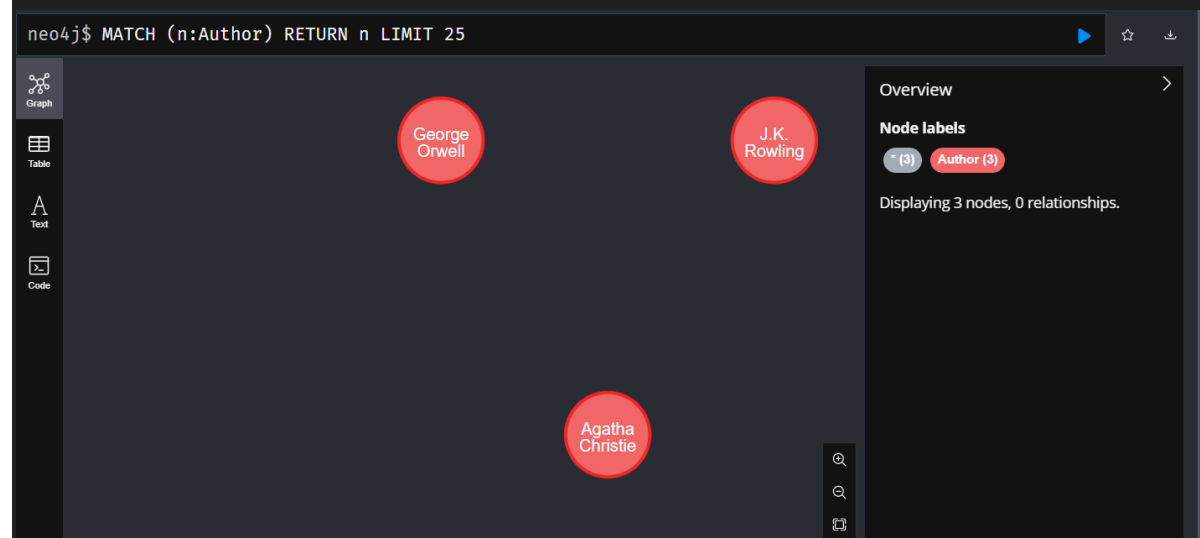 neo4j$ MATCH (n:Author) RETURN n LIMIT 25
Graph
Table
Text
Code
George
Orwell
J.K.
Rowling
Agatha
Christie
Overview
Node labels
* (3) Author (3)
Displaying 3 nodes, 0 relationships.